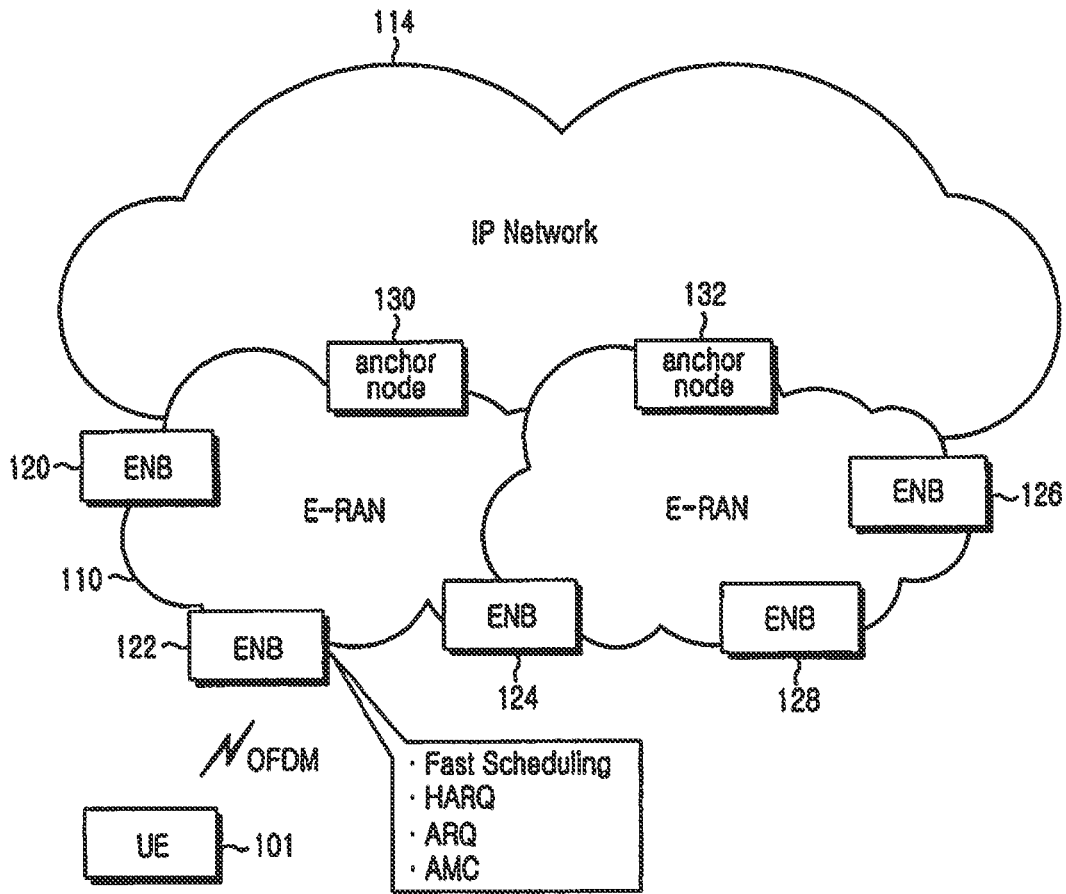 114
IP Network
130
132
anchor
node
anchor
node
120
ENB
E-RAN
E-RAN
ENB
126
110
122
ENB
ENB
ENB
124
128
OFDM
· Fast Scheduling
· HARQ
· ARQ
· AMC
UE
101